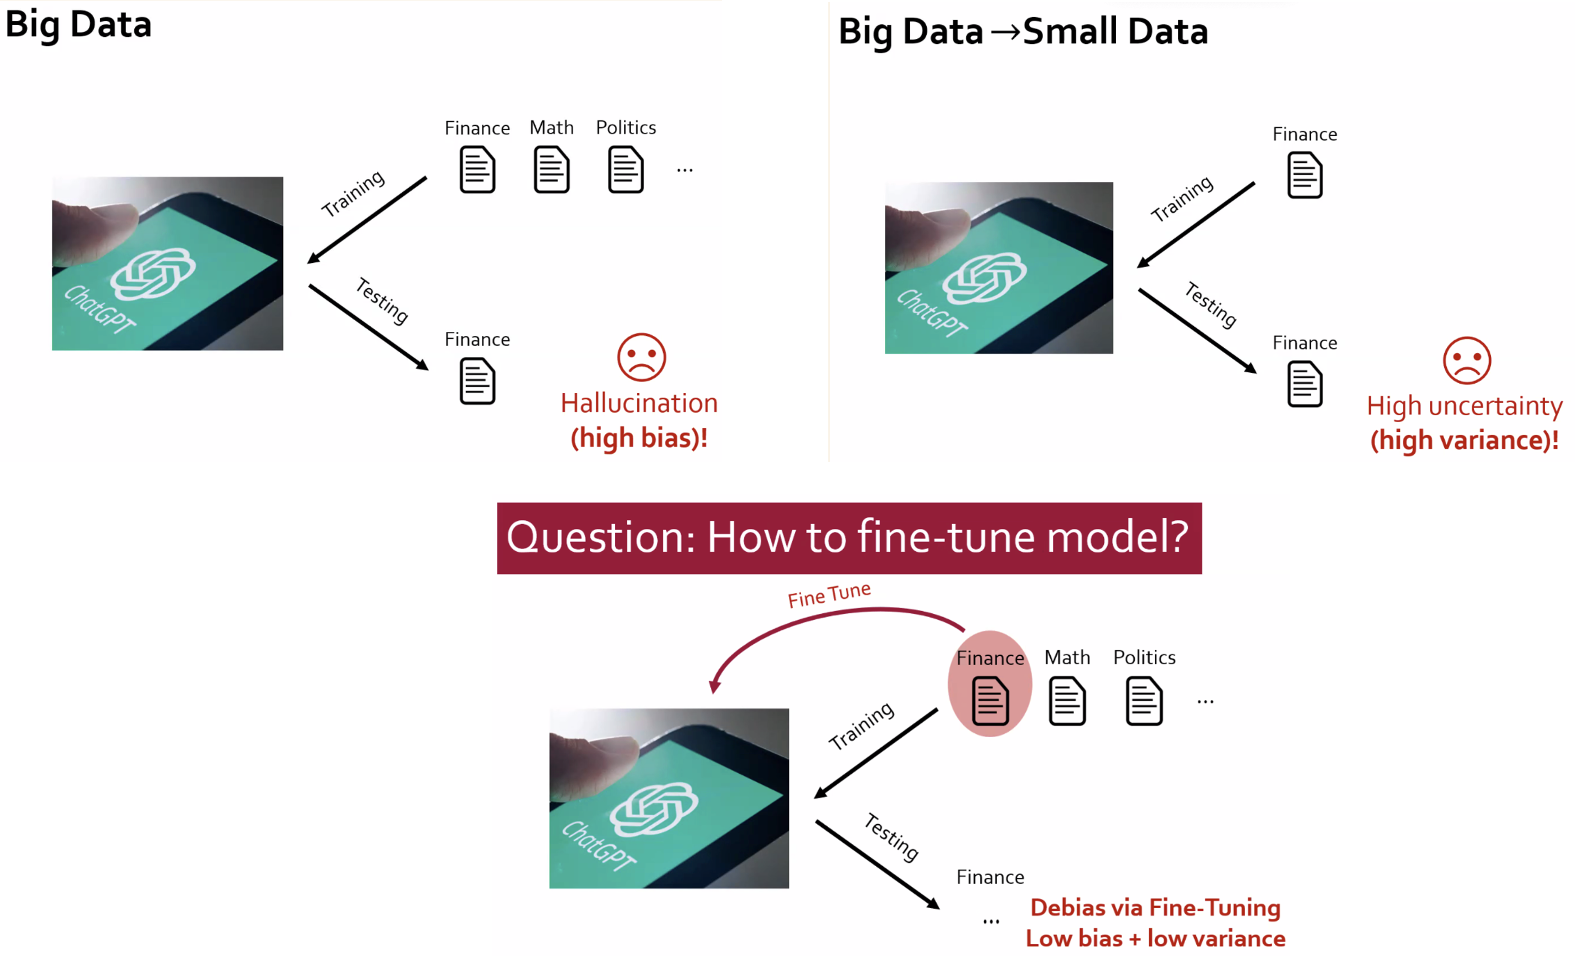 Big Data
Finance Math Politics
...
Training
ChatGPT
Testing
Finance
Hallucination
(high bias)!
Big Data →Small Data
Finance
Training
ChatGPT
Testing
Finance
High uncertainty
(high variance)!
Question: How to fine-tune model?
Fine Tune
Finance Math Politics
...
Training
ChatGPT
Testing
Finance
...
Debias via Fine-Tuning
Low bias + low variance